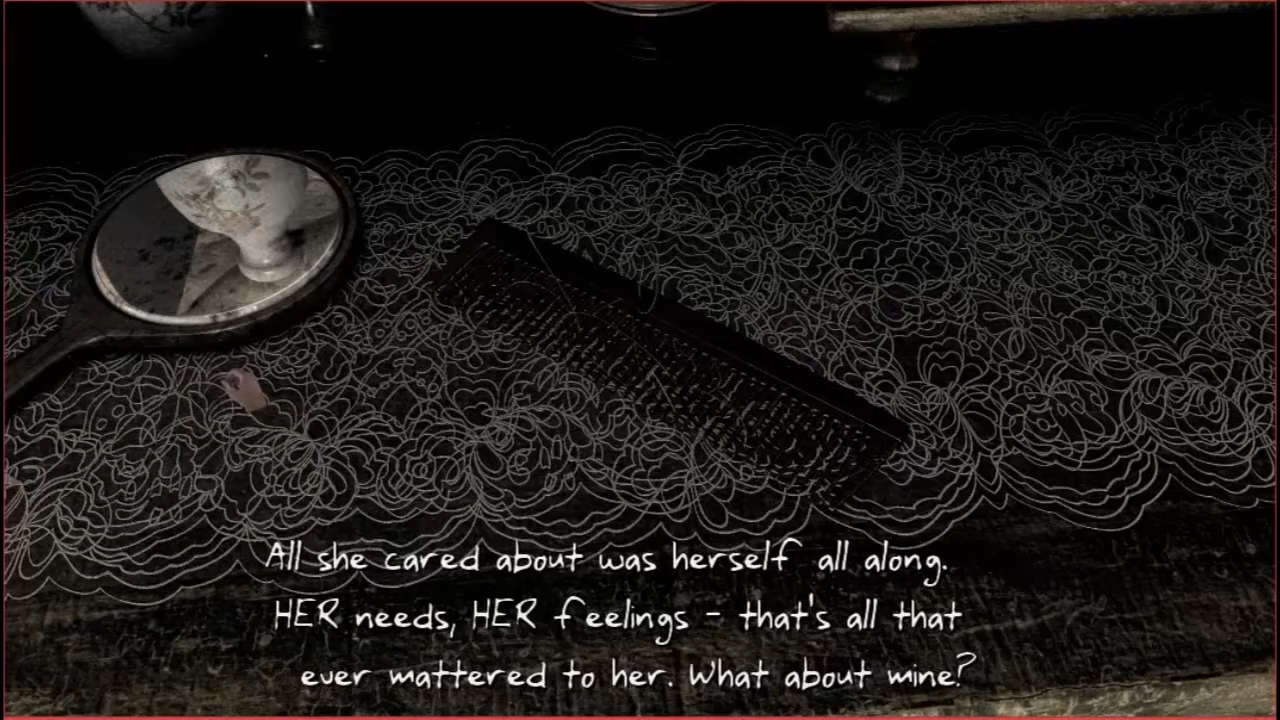 All she cared about was herself all along.
HER needs, HER feelings - that's all that
ever mattered to her. What about mine?